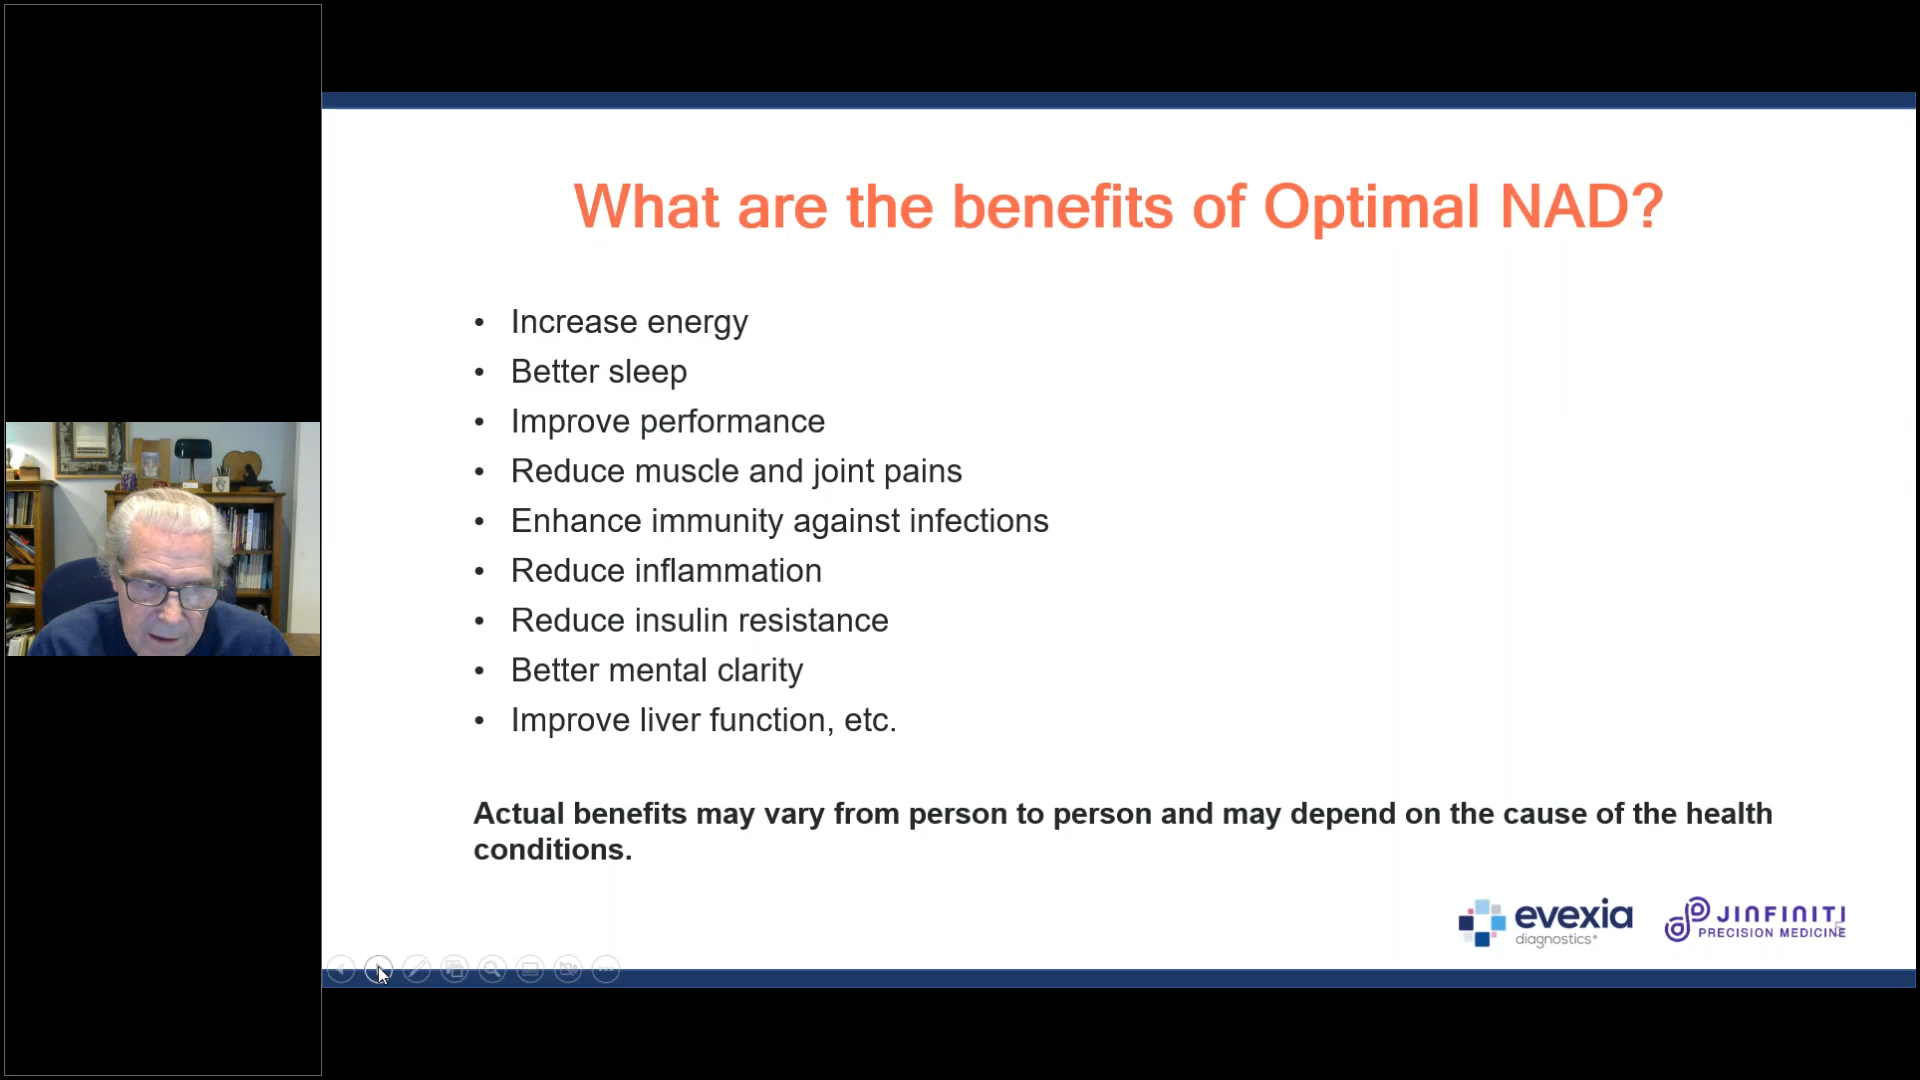 What are the benefits of Optimal NAD?
• Increase energy
• Better sleep
• Improve performance
• Reduce muscle and joint pains
• Enhance immunity against infections
• Reduce inflammation
• Reduce insulin resistance
• Better mental clarity
• Improve liver function, etc.
Actual benefits may vary from person to person and may depend on the cause of the health
conditions.
evexia
diagnostics®
JINFINITI
PRECISION MEDICINE